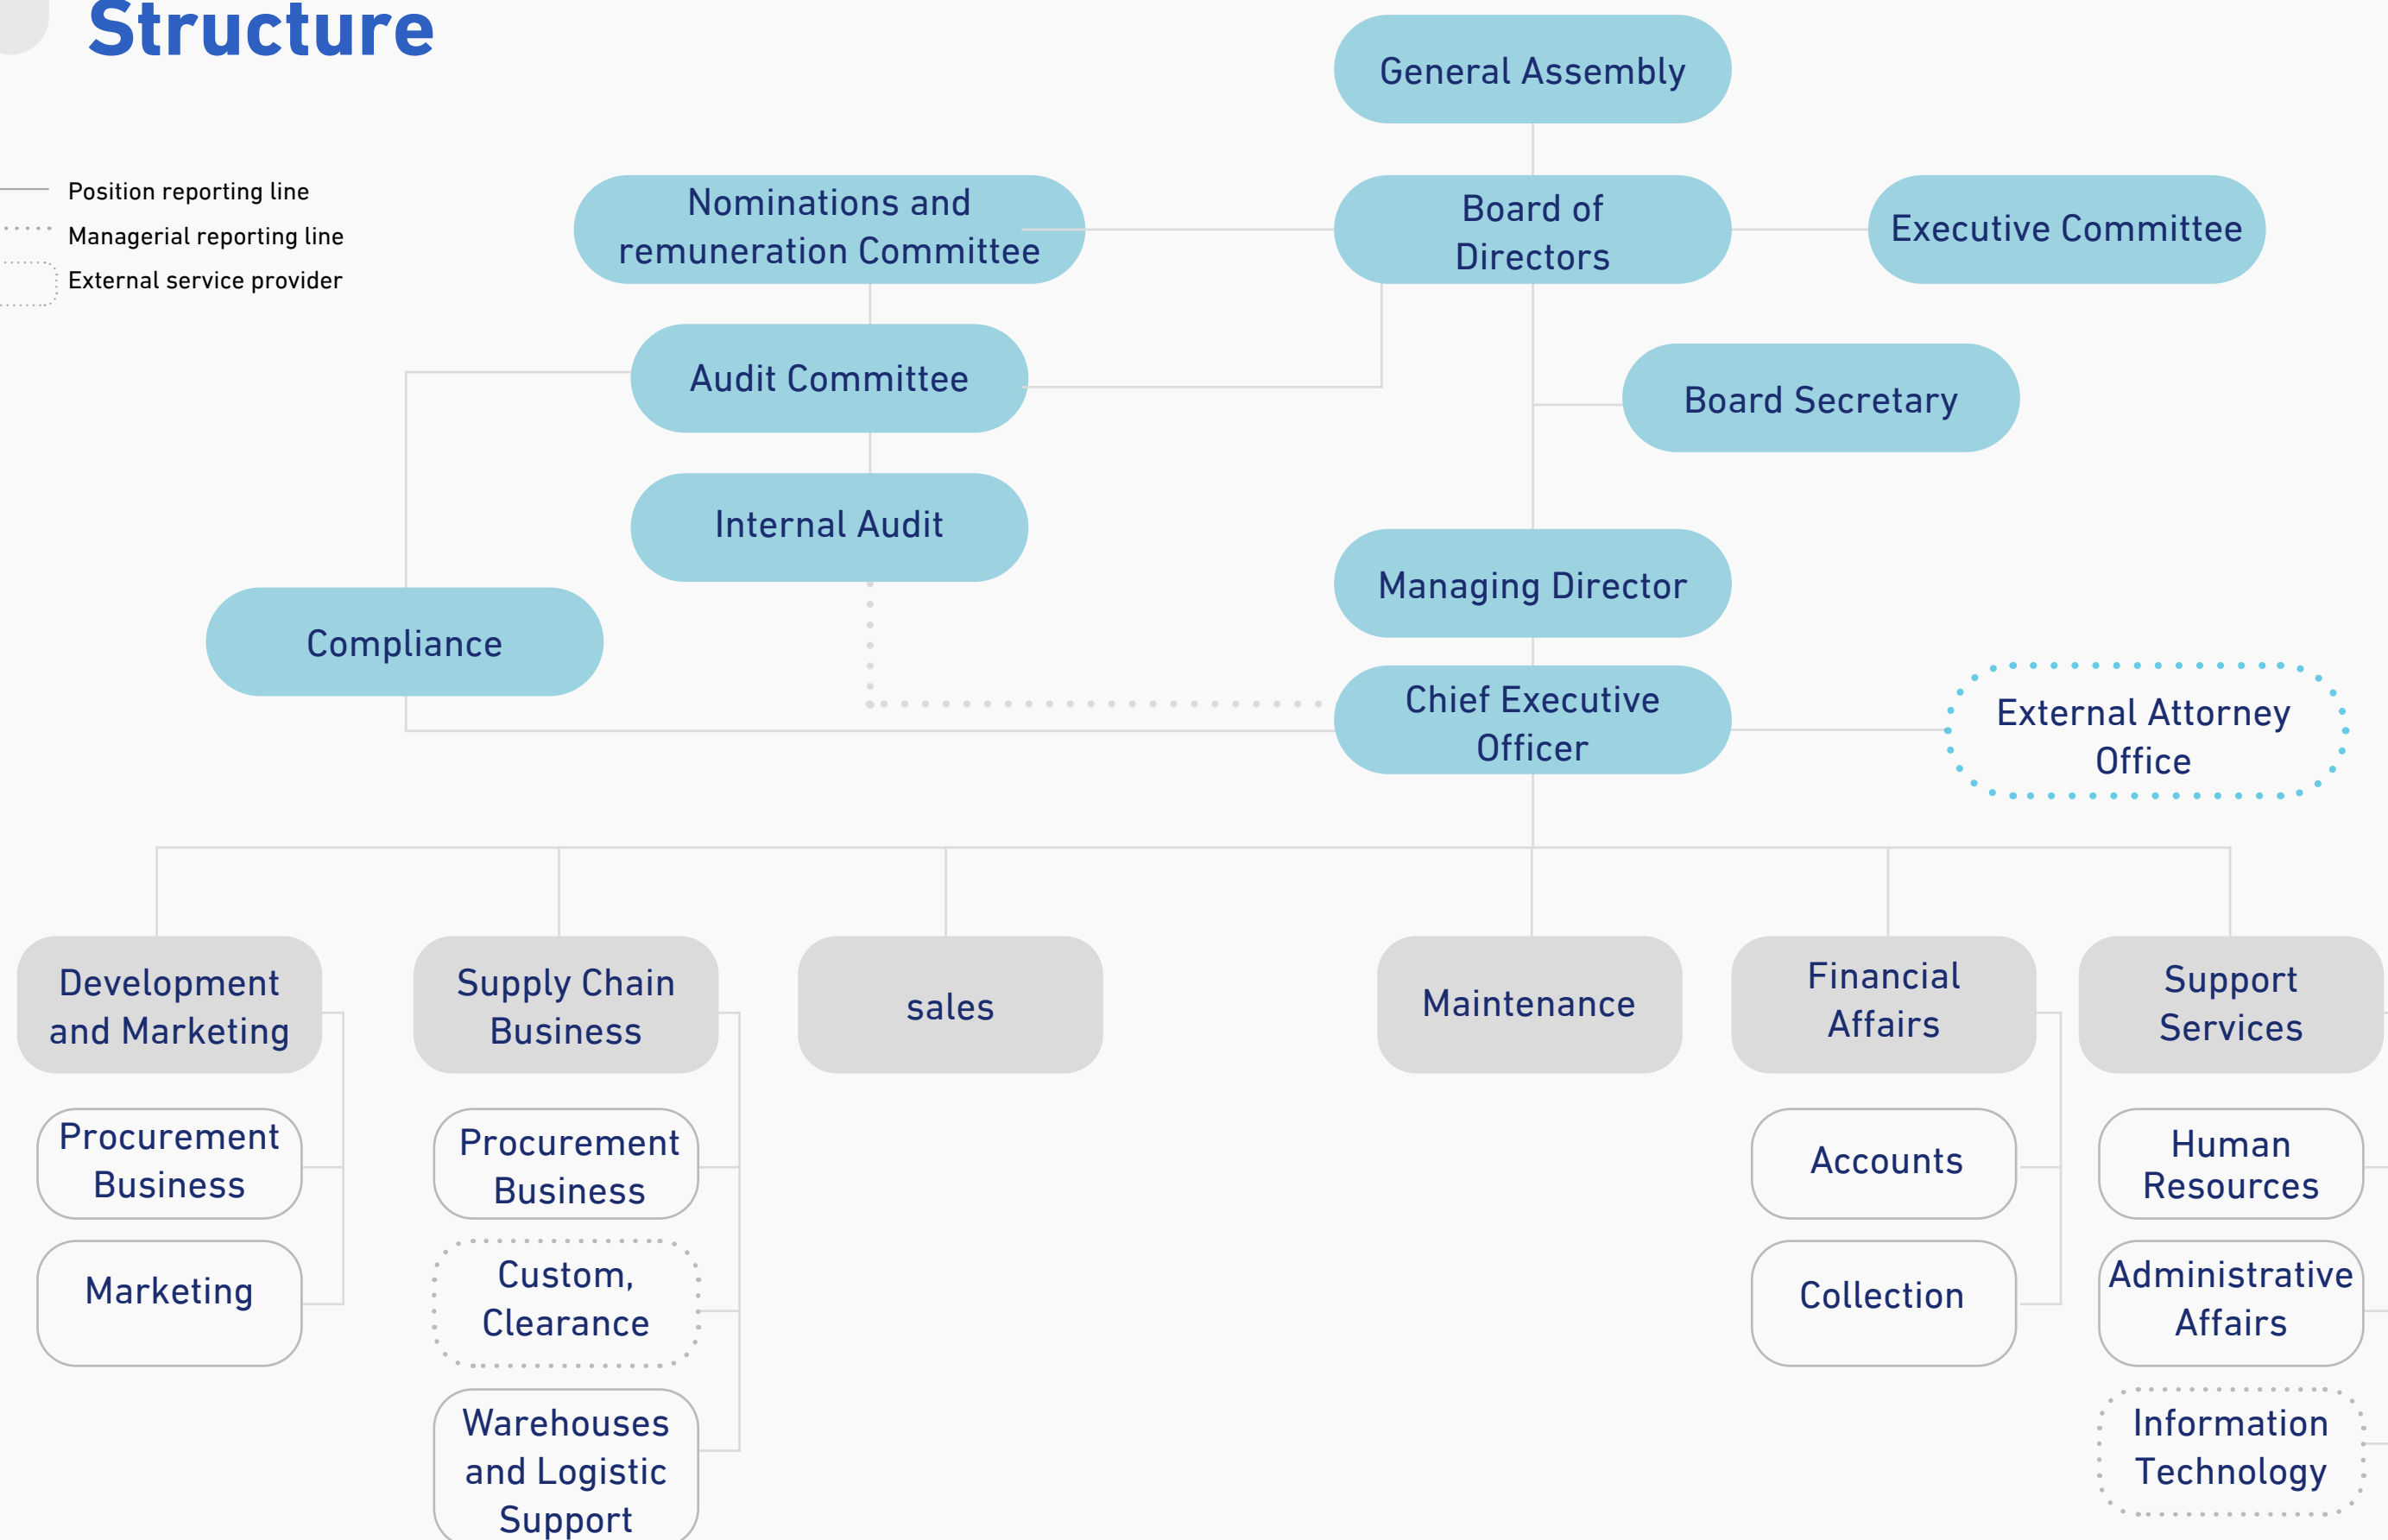 Structure
General Assembly
Position reporting line
Managerial reporting line
External service provider
Nominations and
remuneration Committee
Board of
Directors
Executive Committee
Audit Committee
Board Secretary
Internal Audit
Managing Director
Compliance
Chief Executive
Officer
External Attorney
Office
Development
and Marketing
Supply Chain
Business
sales
Maintenance
Financial
Affairs
Support
Services
Procurement
Business
Procurement
Business
Accounts
Human
Resources
Marketing
Custom,
Clearance
Collection
Administrative
Affairs
Warehouses
and Logistic
Support
Information
Technology